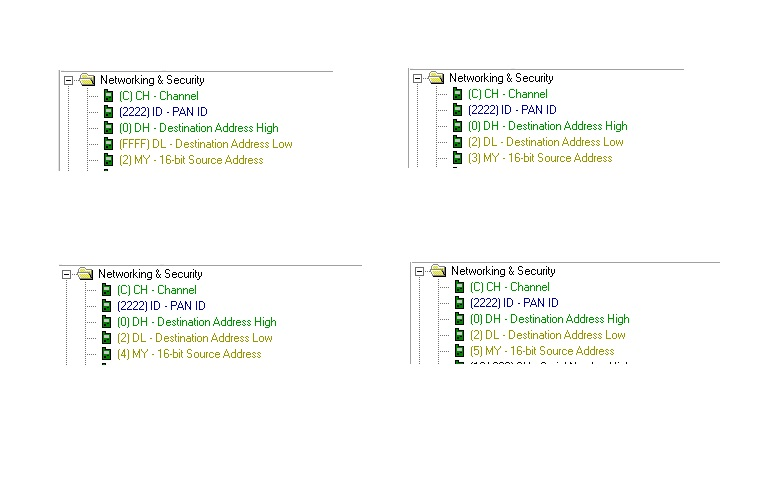 Networking & Security
(C) CH - Channel
(2222) ID - PAN ID
(0) DH - Destination Address High
(FFFF) DL - Destination Address Low
(2) MY - 16-bit Source Address
Networking & Security
(C) CH - Channel
(2222) ID - PAN ID
(0) DH - Destination Address High
(2) DL - Destination Address Low
(3) MY - 16-bit Source Address
Networking & Security
(C) CH - Channel
(2222) ID - PAN ID
(0) DH - Destination Address High
(2) DL - Destination Address Low
(4) MY - 16-bit Source Address
Networking & Security
(C) CH - Channel
(2222) ID - PAN ID
(0) DH - Destination Address High
(2) DL - Destination Address Low
(5) MY - 16-bit Source Address